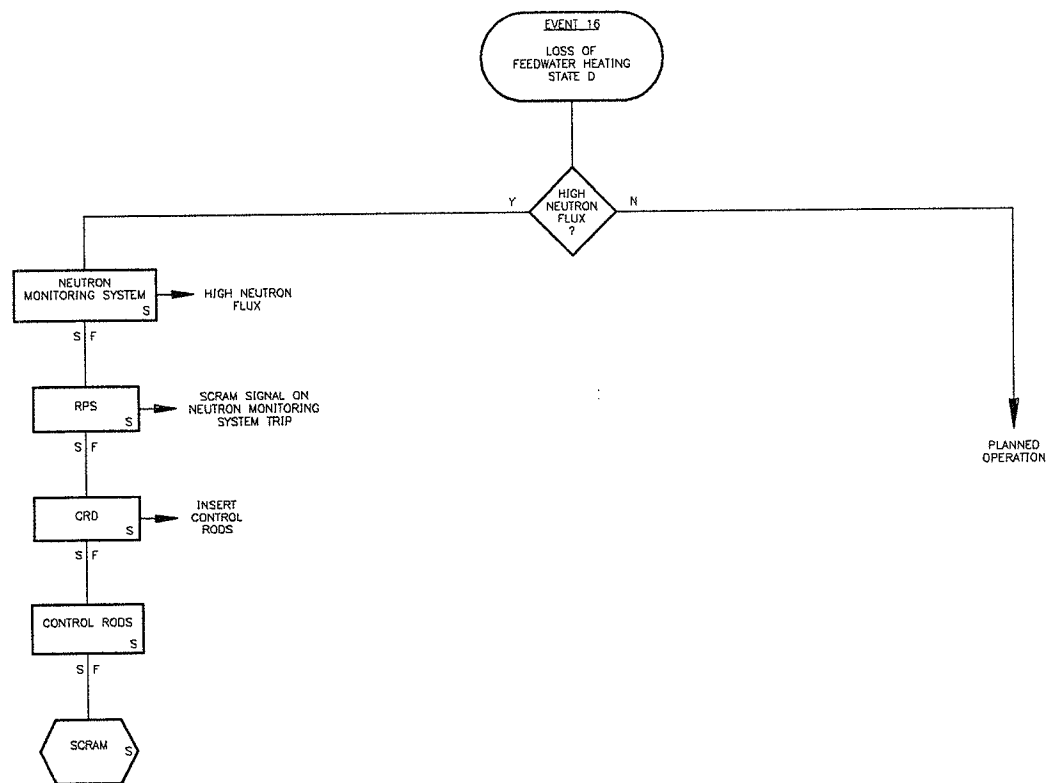 EVENT 16
LOSS OF
FEEDWATER HEATING
STATE D
HIGH
NEUTRON
FLUX
?
Y
N
NEUTRON
MONITORING SYSTEM
S
HIGH NEUTRON
FLUX
S F
RPS
S
SCRAM SIGNAL ON
NEUTRON MONITORING
SYSTEM TRIP
S F
PLANNED
OPERATION
CRD
S
INSERT
CONTROL
RODS
S F
CONTROL RODS
S
S F
SCRAM
S